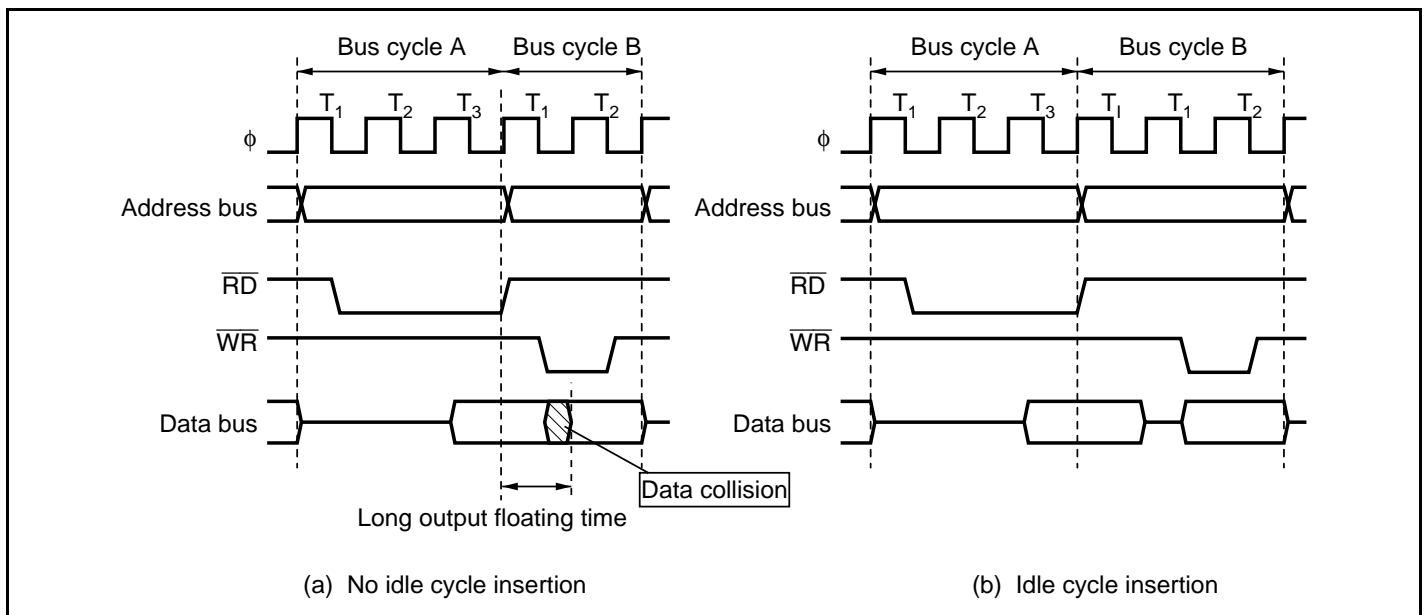 Bus cycle A
Bus cycle B
T1 T2 T3 T1 T2
ϕ
Address bus
RD
WR
Data bus
Data collision
Long output floating time
(a) No idle cycle insertion
Bus cycle A
Bus cycle B
T1 T2 T3 TI T1 T2
ϕ
Address bus
RD
WR
Data bus
(b) Idle cycle insertion